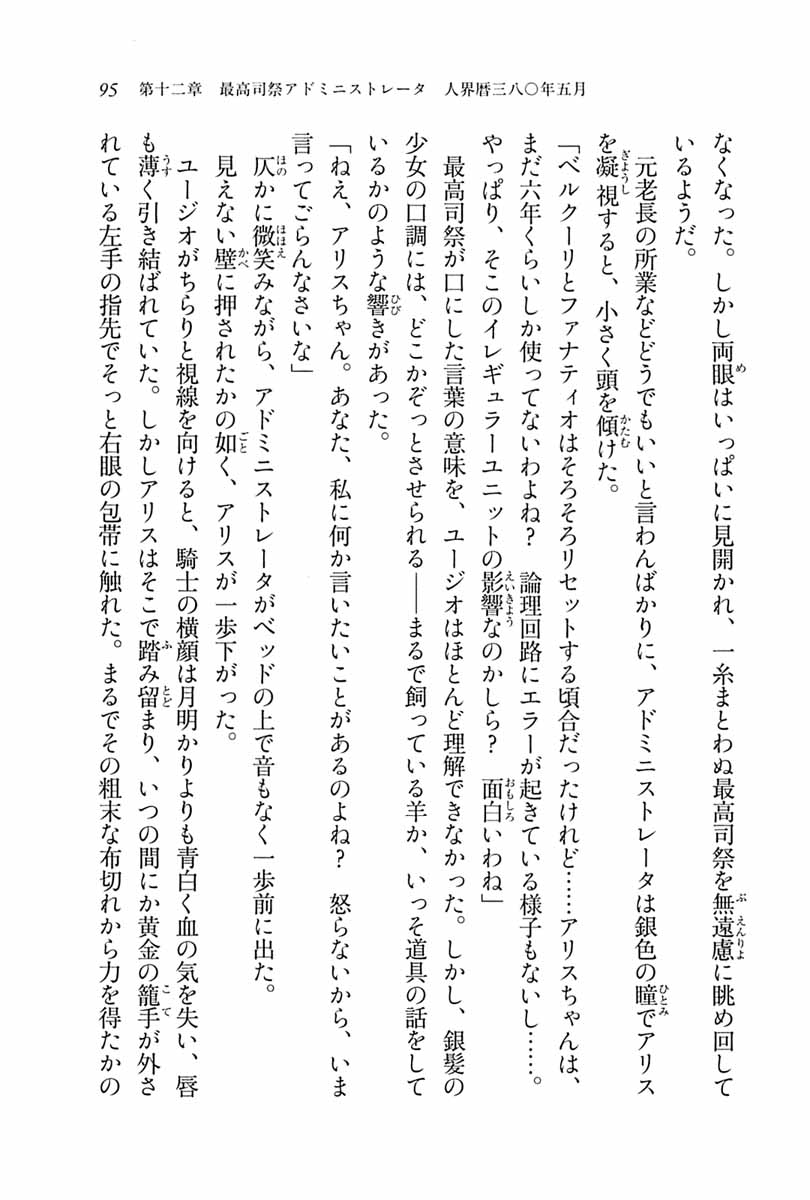 95　第十二章　最高司祭アドミニストレータ　人界暦三八〇年五月
なくなった。しかし両眼はいっぱいに見開かれ、一糸まとわぬ最高司祭を無遠慮に眺め回して
いるようだ。
元老長の所業などどうでもいいと言わんばかりに、アドミニストレータは銀色の瞳でアリス
を凝視すると、小さく頭を傾けた。
「ベルクーリとファナティオはそろそろリセットする頃合だったけれど……アリスちゃんは、
まだ六年くらいしか使ってないわよね？　論理回路にエラーが起きている様子もないし……。
やっぱり、そこのイレギュラーユニットの影響なのかしら？　面白いわね」
最高司祭が口にした言葉の意味を、ユージオはほとんど理解できなかった。しかし、銀髪の
少女の口調には、どこかぞっとさせられる――まるで飼っている羊か、いっそ道具の話をして
いるかのような響きがあった。
「ねえ、アリスちゃん。あなた、私に何か言いたいことがあるのよね？　怒らないから、いま
言ってごらんなさいな」
仄かに微笑みながら、アドミニストレータがベッドの上で音もなく一歩前に出た。
見えない壁に押されたかの如く、アリスが一歩下がった。
ユージオがちらりと視線を向けると、騎士の横顔は月明かりよりも青白く血の気を失い、唇
も薄く引き結ばれていた。しかしアリスはそこで踏み留まり、いつの間にか黄金の籠手が外さ
れている左手の指先でそっと右眼の包帯に触れた。まるでその粗末な布切れから力を得たかの